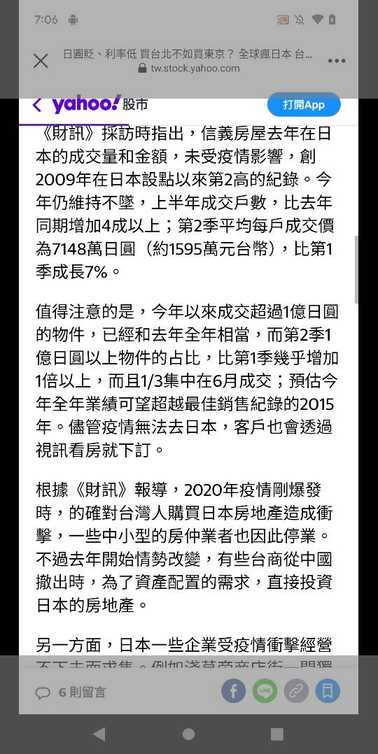 7:06
日圓貶、利率低 買台北不如買東京？ 全球瘋日本 台...
tw.stock.yahoo.com
yahoo!股市
打開App
《財訊》採訪時指出，信義房屋去年在日
本的成交量和金額，未受疫情影響，創
2009年在日本設點以來第2高的紀錄。今
年仍維持不墜，上半年成交戶數，比去年
同期增加4成以上；第2季平均每戶成交價
為7148萬日圓（約1595萬元台幣），比第1
季成長7%。
值得注意的是，今年以來成交超過1億日圓
的物件，已經和去年全年相當，而第2季1
億日圓以上物件的占比，比第1季幾乎增加
1倍以上，而且1/3集中在6月成交；預估今
年全年業績可望超越最佳銷售紀錄的2015
年。儘管疫情無法去日本，客戶也會透過
視訊看房就下訂。
根據《財訊》報導，2020年疫情剛爆發
時，的確對台灣人購買日本房地產造成衝
擊，一些中小型的房仲業者也因此停業。
不過去年開始情勢改變，有些台商從中國
撤出時，為了資產配置的需求，直接投資
日本的房地產。
另一方面，日本一些企業受疫情衝擊經營
不下去而求售。例如淺草商店街一間獨
6 則留言
LINE